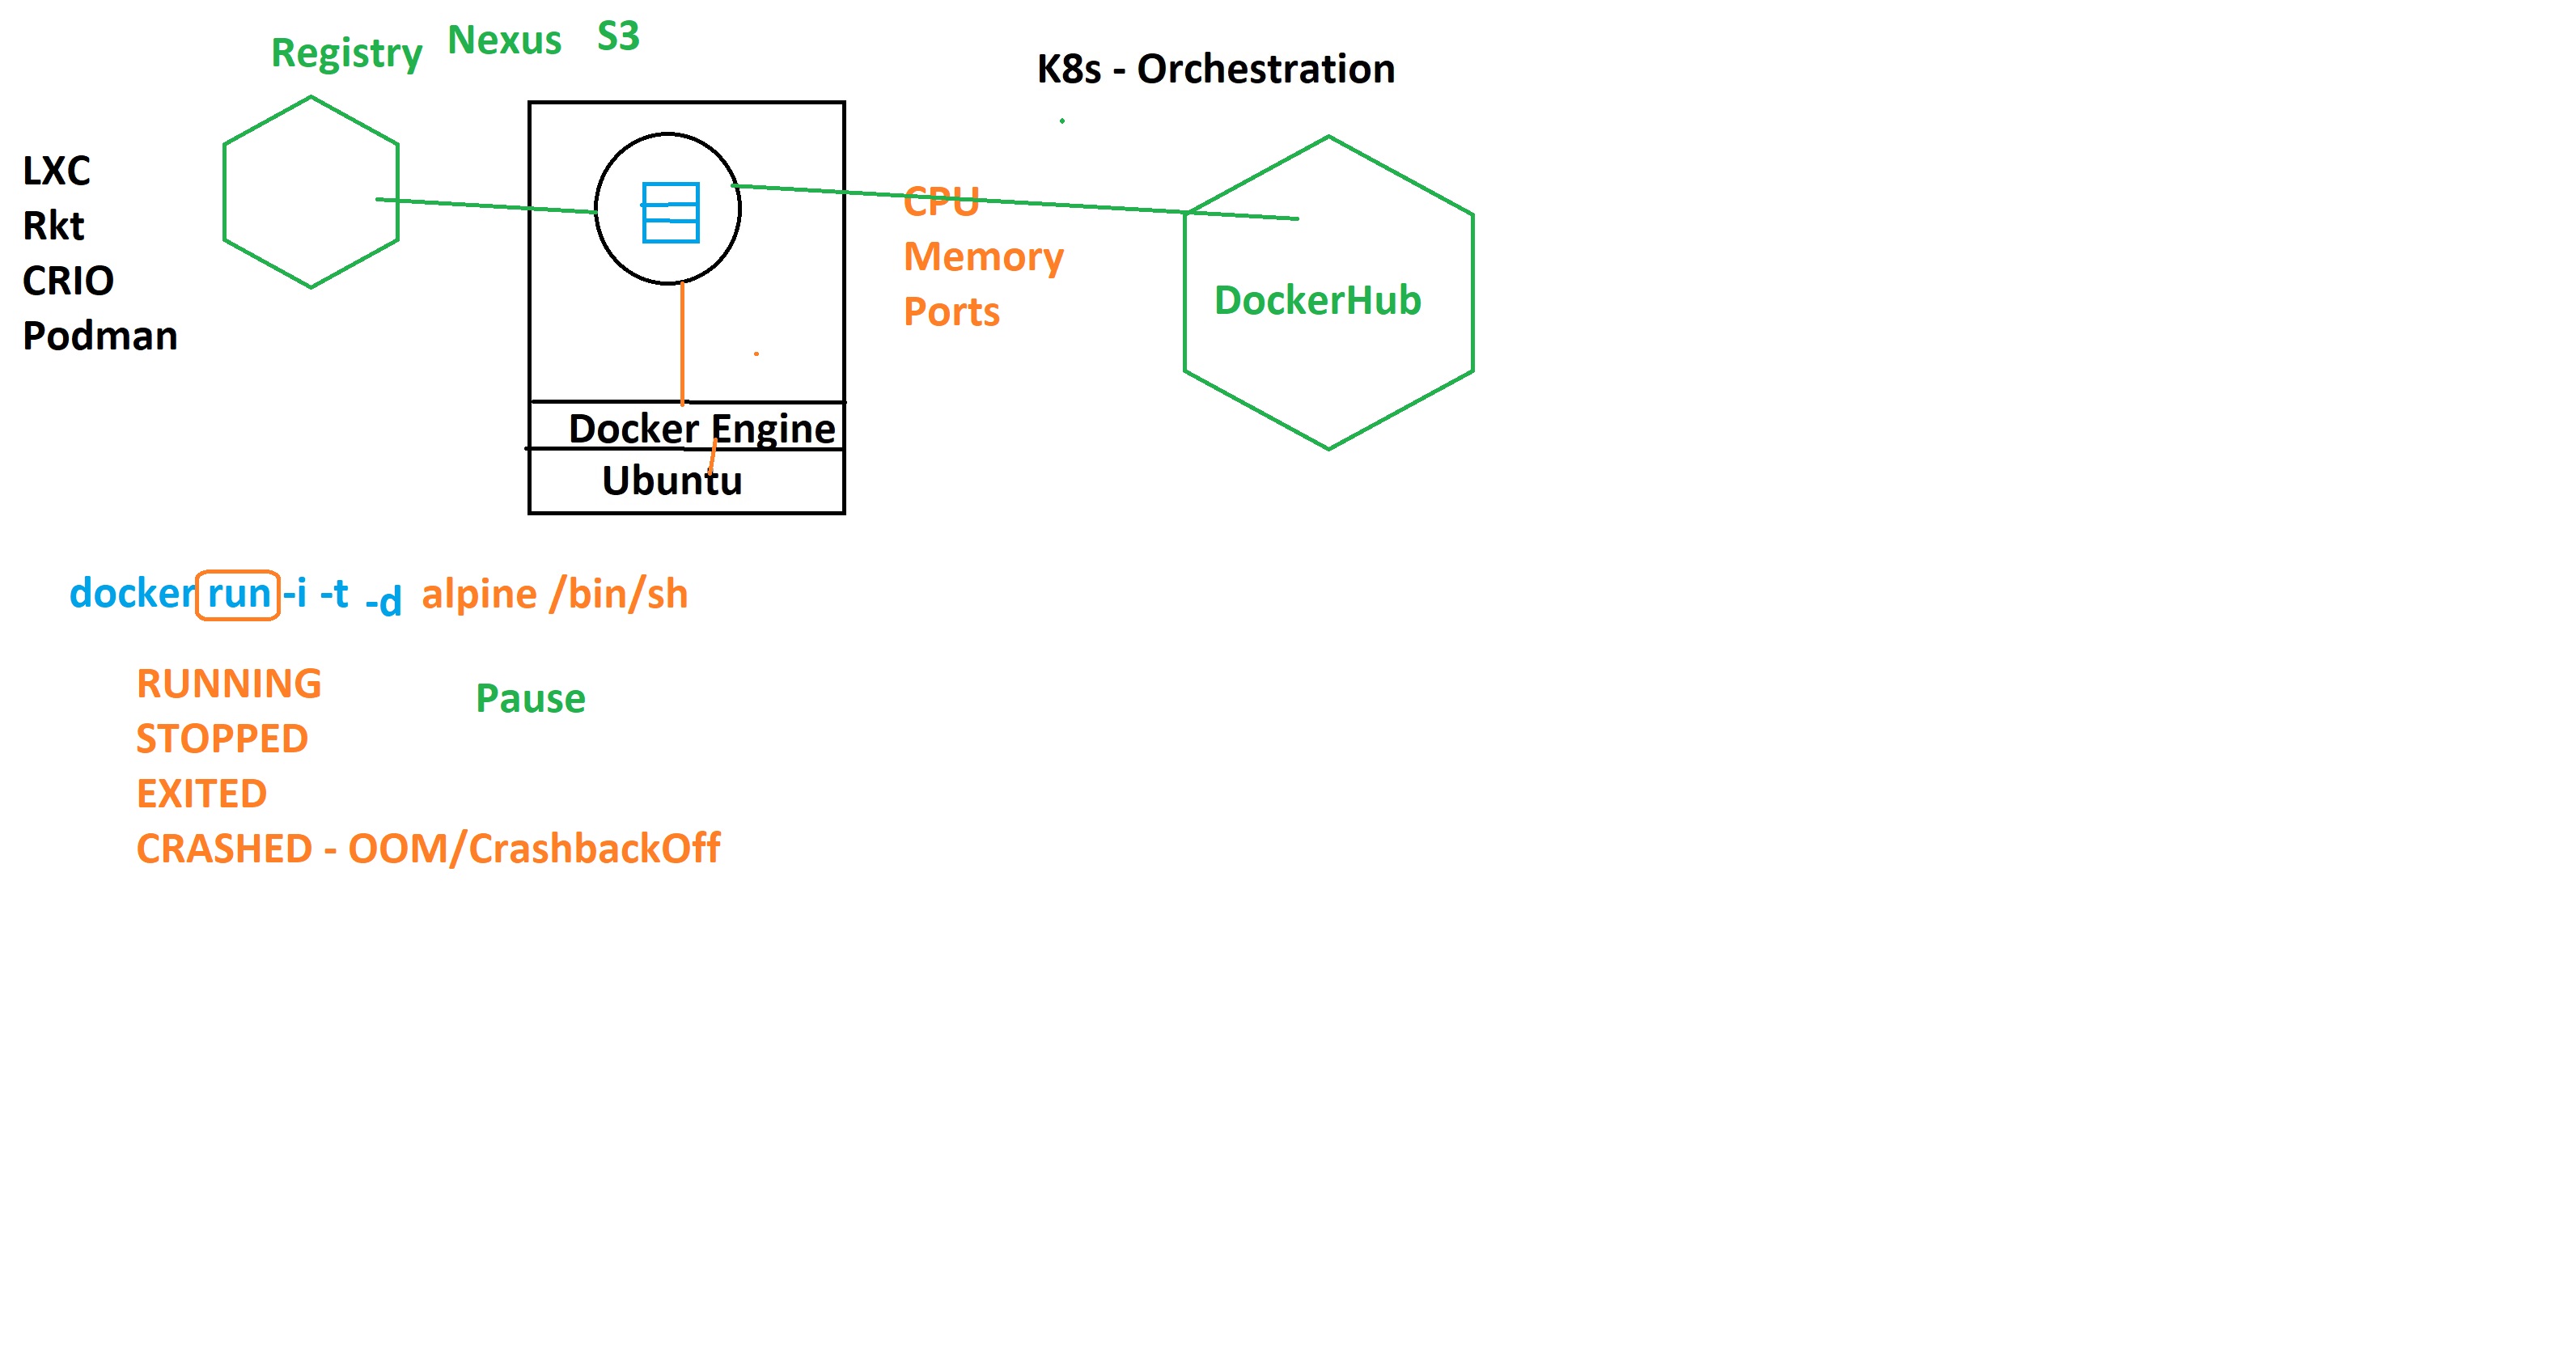 Registry Nexus S3
K8s - Orchestration
LXC
Rkt
CRIO
Podman
CPU
Memory
Ports
DockerHub
Docker Engine
Ubuntu
docker run -i -t -d alpine /bin/sh
RUNNING
Pause
STOPPED
EXITED
CRASHED - OOM/CrashbackOff